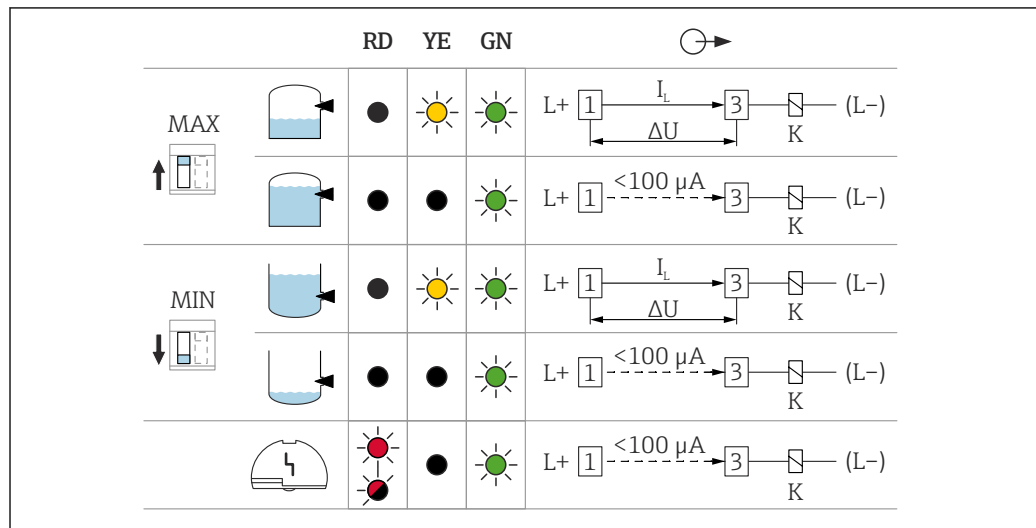 RD YE GN
MAX
L+ 1 I_L 3 (L−)
ΔU K
L+ 1 <100 μA 3 (L−)
K
MIN
L+ 1 I_L 3 (L−)
ΔU K
L+ 1 <100 μA 3 (L−)
K
L+ 1 <100 μA 3 (L−)
K